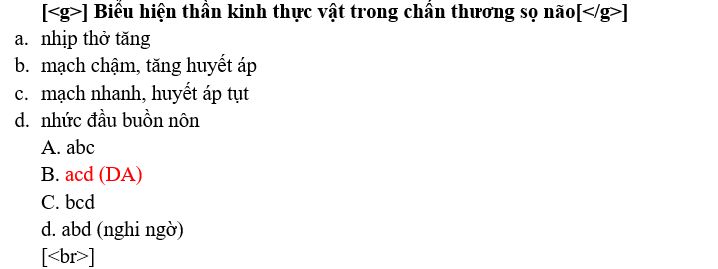 [<g>] Biểu hiện thần kinh thực vật trong chấn thương sọ não[</g>]
a. nhịp thở tăng
b. mạch chậm, tăng huyết áp
c. mạch nhanh, huyết áp tụt
d. nhức đầu buồn nôn
A. abc
B. acd (DA)
C. bcd
d. abd (nghi ngờ)
[<br>]